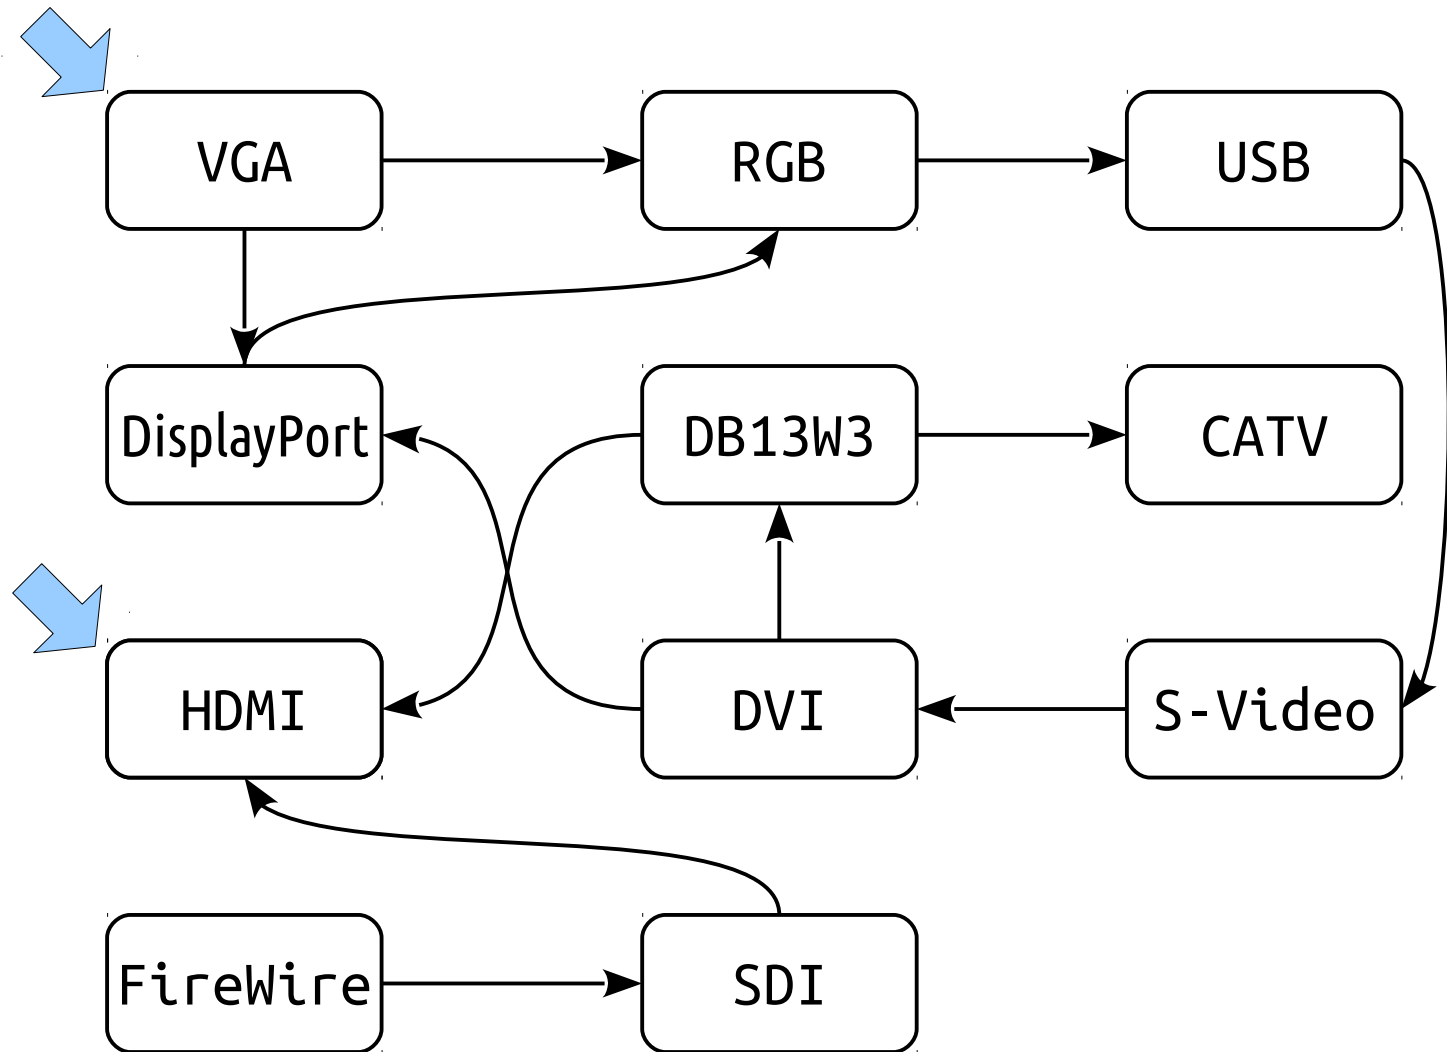 VGA
RGB
USB
DisplayPort
DB13W3
CATV
HDMI
DVI
S-Video
FireWire
SDI